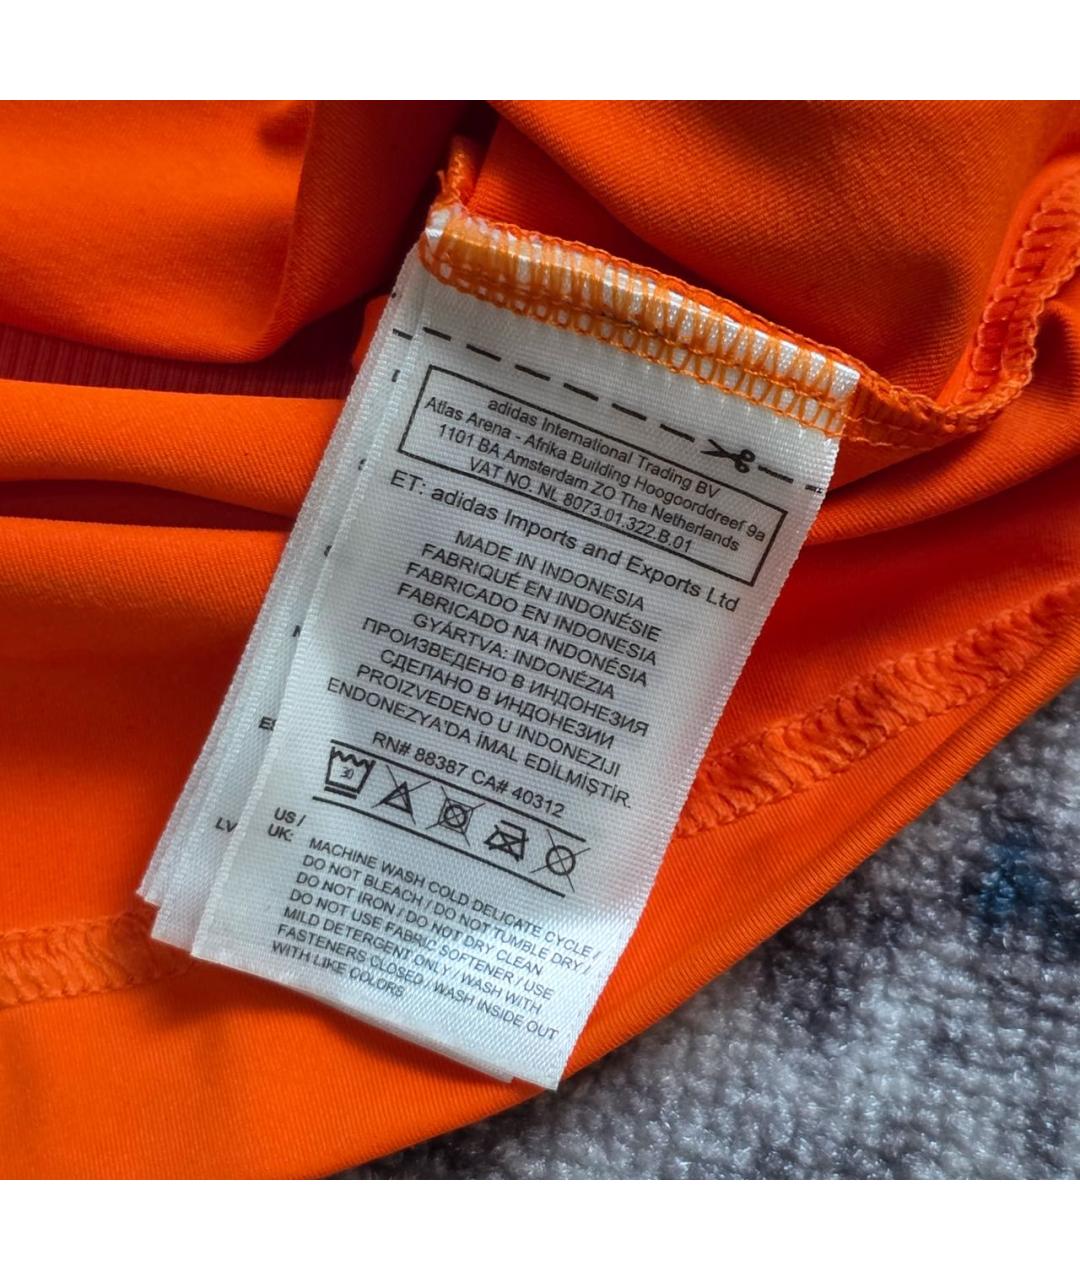 adidas International Trading BV
Atlas Arena - Afrika Building Hoogoorddreef 9a
1101 BA Amsterdam ZO The Netherlands
VAT NO. NL 8073.01.322.B.01
ET: adidas Imports and Exports Ltd
MADE IN INDONESIA
FABRIQUÉ EN INDONÉSIE
FABRICADO EN INDONESIA
FABRICADO NA INDONÉSIA
GYÁRTVA: INDONÉZIA
ПРОИЗВЕДЕНО В ИНДОНЕЗИЯ
СДЕЛАНО В ИНДОНЕЗИИ
PROIZVEDENO U INDONEZIJI
ENDONEZYA'DA İMAL EDİLMİŞTİR.
RN# 88387 CA# 40312
30
US /
UK:
MACHINE WASH COLD DELICATE CYCLE /
DO NOT BLEACH / DO NOT TUMBLE DRY /
DO NOT IRON / DO NOT DRY CLEAN
DO NOT USE FABRIC SOFTENER / USE
MILD DETERGENT ONLY / WASH WITH
FASTENERS CLOSED / WASH INSIDE OUT
WITH LIKE COLORS
LV